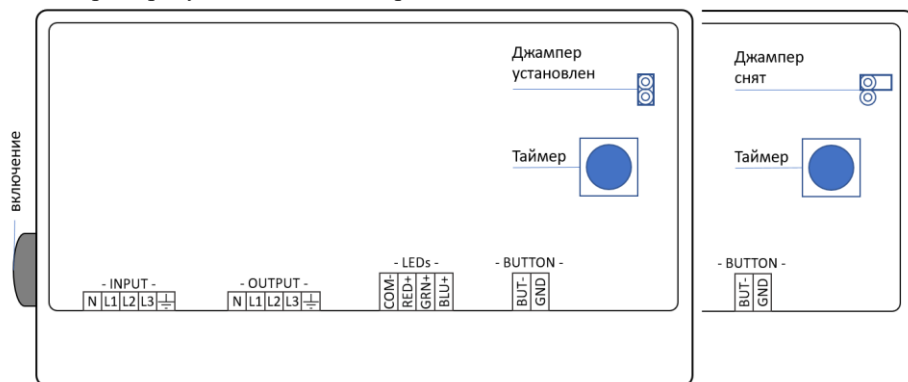 Джампер
установлен
Джампер
снят
Таймер
Таймер
включение
- INPUT -
N L1 L2 L3
- OUTPUT -
N L1 L2 L3
- LEDs -
COM-
RED+
GRN+
BLU+
- BUTTON -
BUT-
GND
- BUTTON -
BUT-
GND